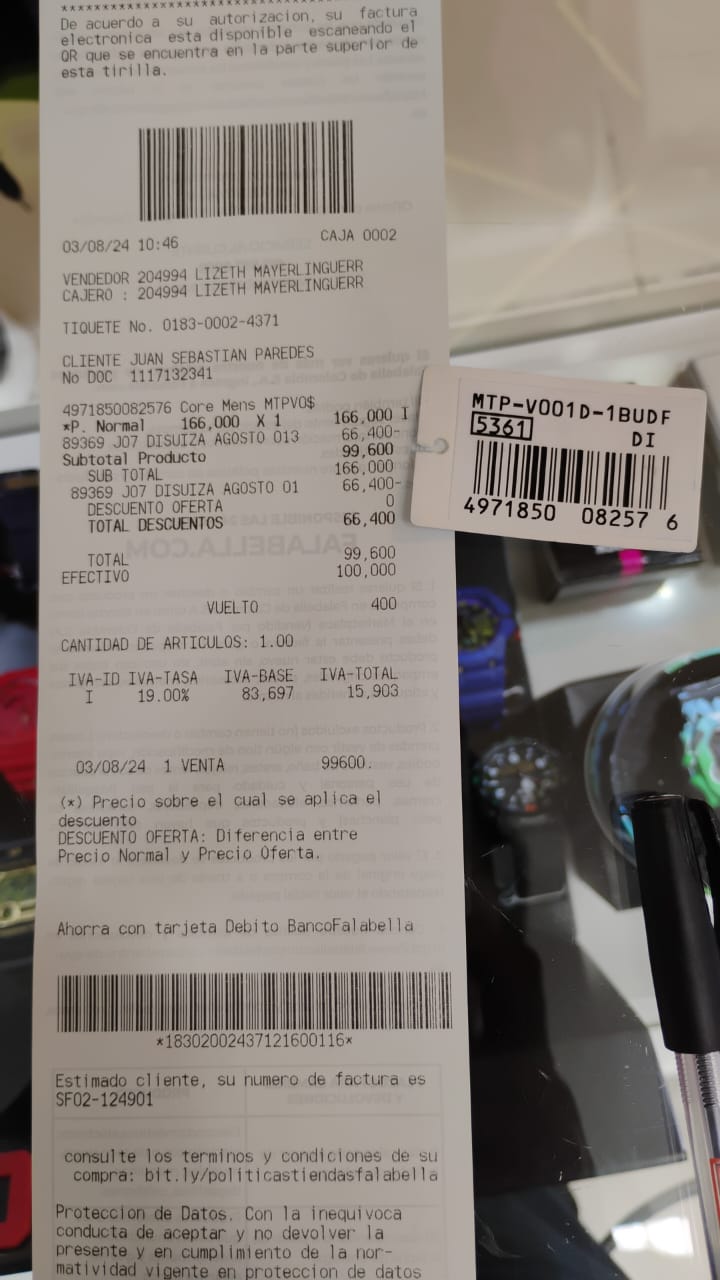 ****************************************
De acuerdo a su autorizacion, su factura
electronica esta disponible escaneando el
QR que se encuentra en la parte superior de
esta tirilla.
03/08/24 10:46 CAJA 0002
VENDEDOR 204994 LIZETH MAYERLINGUERR
CAJERO : 204994 LIZETH MAYERLINGUERR
TIQUETE No. 0183-0002-4371
CLIENTE JUAN SEBASTIAN PAREDES
No DOC 1117132341
4971850082576 Core Mens MTPV0$
*P. Normal 166,000 X 1 166,000 I
89369 J07 DISUIZA AGOSTO 013 66,400-
Subtotal Producto 99,600
SUB TOTAL 166,000
89369 J07 DISUIZA AGOSTO 01 66,400-
DESCUENTO OFERTA 0
TOTAL DESCUENTOS 66,400
TOTAL 99,600
EFECTIVO 100,000
VUELTO 400
CANTIDAD DE ARTICULOS: 1.00
IVA-ID IVA-TASA IVA-BASE IVA-TOTAL
I 19.00% 83,697 15,903
03/08/24 1 VENTA 99600.
(*) Precio sobre el cual se aplica el
descuento
DESCUENTO OFERTA: Diferencia entre
Precio Normal y Precio Oferta.
Ahorra con tarjeta Debito BancoFalabella
*18302002437121600116*
Estimado cliente, su numero de factura es
SF02-124901
consulte los terminos y condiciones de su
compra: bit.ly/politicastiendasfalabella
Proteccion de Datos. Con la inequivoca
conducta de aceptar y no devolver la
presente y en cumplimiento de la nor-
matividad vigente en proteccion de datos
MTP-V001D-1BUDF
5361 DI
4971850 08257 6